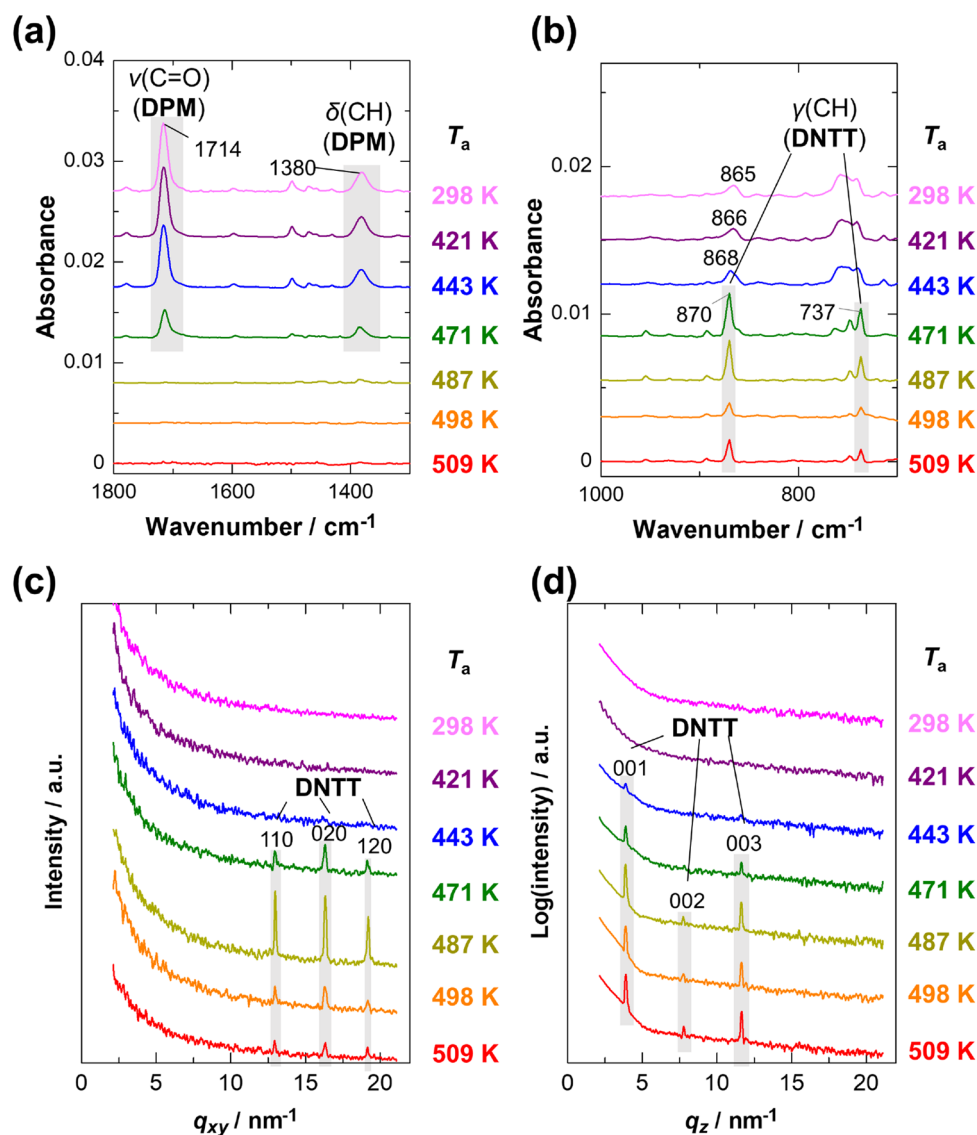 (a)
0.04
0.03
0.02
0.01
0
Absorbance
ν(C=O)
(DPM)
1714
δ(CH)
(DPM)
1380
Ta
298 K
421 K
443 K
471 K
487 K
498 K
509 K
1800
1600
1400
Wavenumber / cm-1
(b)
0.02
0.01
0
Absorbance
γ(CH)
(DNTT)
865
866
868
870
737
Ta
298 K
421 K
443 K
471 K
487 K
498 K
509 K
1000
800
Wavenumber / cm-1
(c)
Intensity / a.u.
DNTT
110
020
120
Ta
298 K
421 K
443 K
471 K
487 K
498 K
509 K
0
5
10
15
20
qxy / nm-1
(d)
Log(intensity) / a.u.
DNTT
001
002
003
Ta
298 K
421 K
443 K
471 K
487 K
498 K
509 K
0
5
10
15
20
qz / nm-1